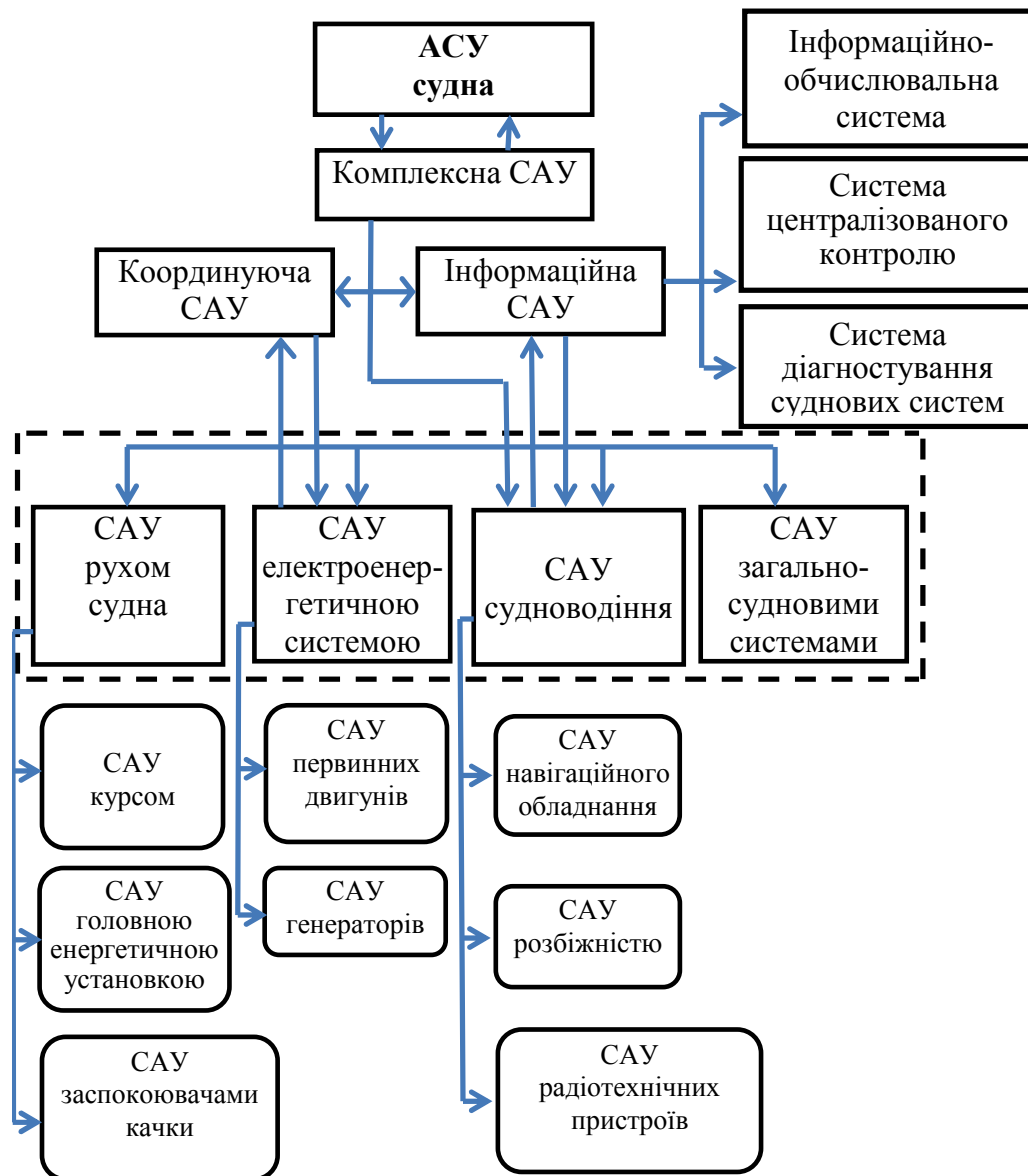 АСУ
судна
Комплексна САУ
Координуюча
САУ
Інформаційна
САУ
Інформаційно-
обчислювальна
система
Система
централізованого
контролю
Система
діагностування
суднових систем
САУ
рухом
судна
САУ
електроенер-
гетичною
системою
САУ
судноводіння
САУ
загально-
судновими
системами
САУ
курсом
САУ
головною
енергетичною
установкою
САУ
заспокоювачами
качки
САУ
первинних
двигунів
САУ
генераторів
САУ
навігаційного
обладнання
САУ
розбіжністю
САУ
радіотехнічних
пристроїв